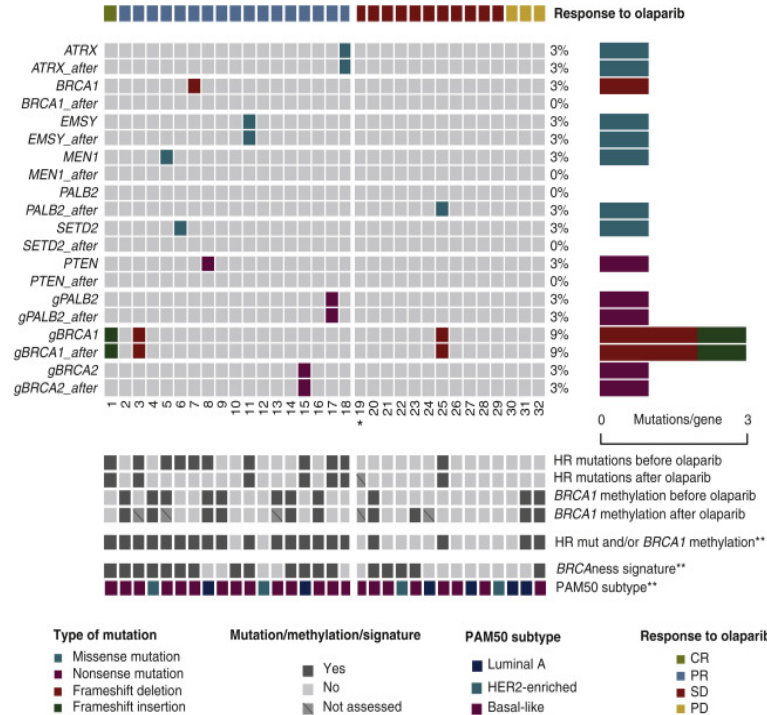 Response to olaparib
ATRX 3%
ATRX_after 3%
BRCA1 3%
BRCA1_after 0%
EMSY 3%
EMSY_after 3%
MEN1 3%
MEN1_after 0%
PALB2 0%
PALB2_after 3%
SETD2 3%
SETD2_after 0%
PTEN 3%
PTEN_after 0%
gPALB2 3%
gPALB2_after 3%
gBRCA1 9%
gBRCA1_after 9%
gBRCA2 3%
gBRCA2_after 3%
1 2 3 4 5 6 7 8 9 10 11 12 13 14 15 16 17 18 19 20 21 22 23 24 25 26 27 28 29 30 31 32
*
0 Mutations/gene 3
HR mutations before olaparib
HR mutations after olaparib
BRCA1 methylation before olaparib
BRCA1 methylation after olaparib
HR mut and/or BRCA1 methylation**
BRCAness signature**
PAM50 subtype**
Type of mutation
Missense mutation
Nonsense mutation
Frameshift deletion
Frameshift insertion
Mutation/methylation/signature
Yes
No
Not assessed
PAM50 subtype
Luminal A
HER2-enriched
Basal-like
Response to olaparib
CR
PR
SD
PD